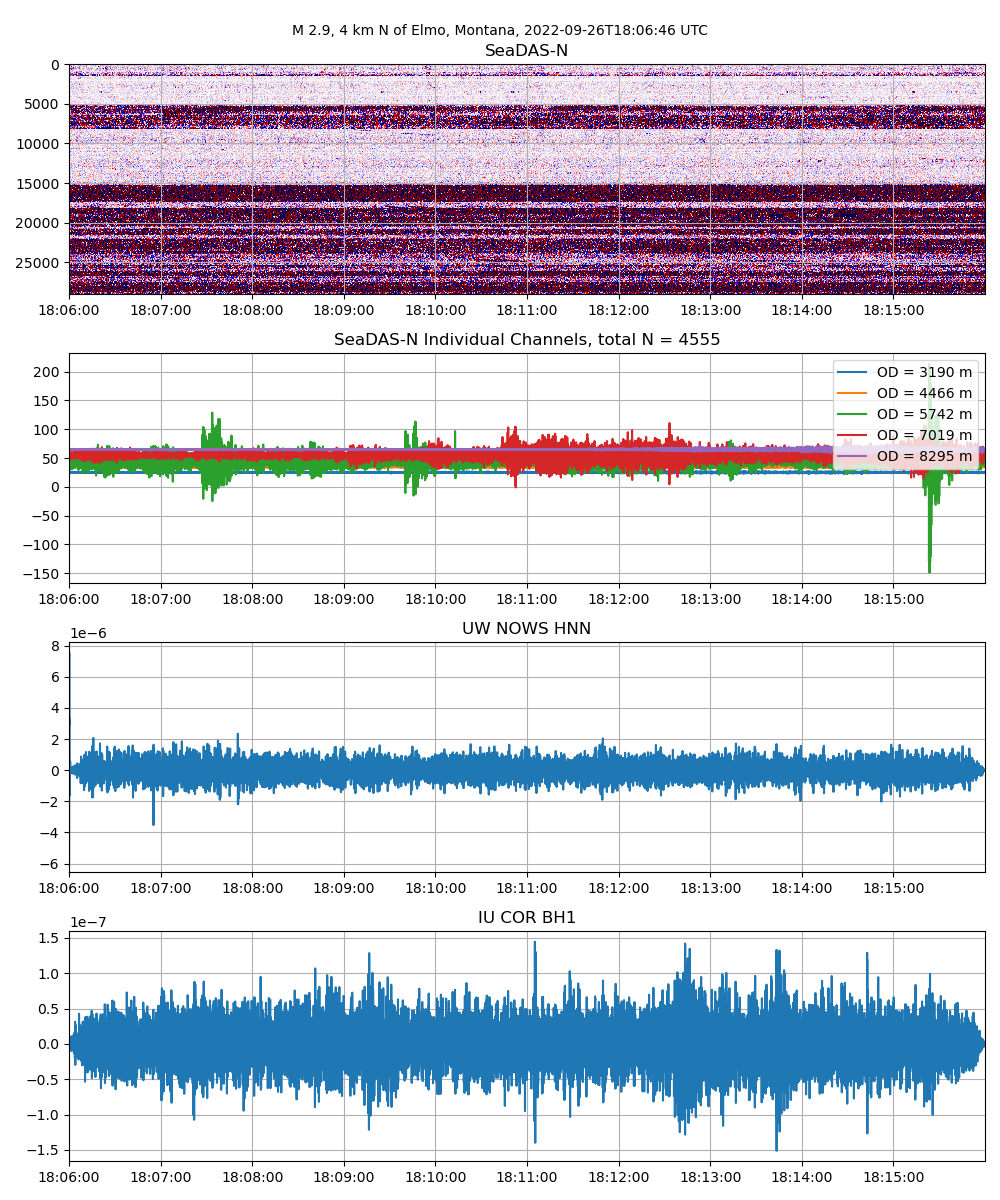 M 2.9, 4 km N of Elmo, Montana, 2022-09-26T18:06:46 UTC
SeaDAS-N
0
5000
10000
15000
20000
25000
18:06:00 18:07:00 18:08:00 18:09:00 18:10:00 18:11:00 18:12:00 18:13:00 18:14:00 18:15:00
SeaDAS-N Individual Channels, total N = 4555
200
150
100
50
0
−50
−100
−150
OD = 3190 m
OD = 4466 m
OD = 5742 m
OD = 7019 m
OD = 8295 m
18:06:00 18:07:00 18:08:00 18:09:00 18:10:00 18:11:00 18:12:00 18:13:00 18:14:00 18:15:00
UW NOWS HNN
1e−6
8
6
4
2
0
−2
−4
−6
18:06:00 18:07:00 18:08:00 18:09:00 18:10:00 18:11:00 18:12:00 18:13:00 18:14:00 18:15:00
IU COR BH1
1e−7
1.5
1.0
0.5
0.0
−0.5
−1.0
−1.5
18:06:00 18:07:00 18:08:00 18:09:00 18:10:00 18:11:00 18:12:00 18:13:00 18:14:00 18:15:00